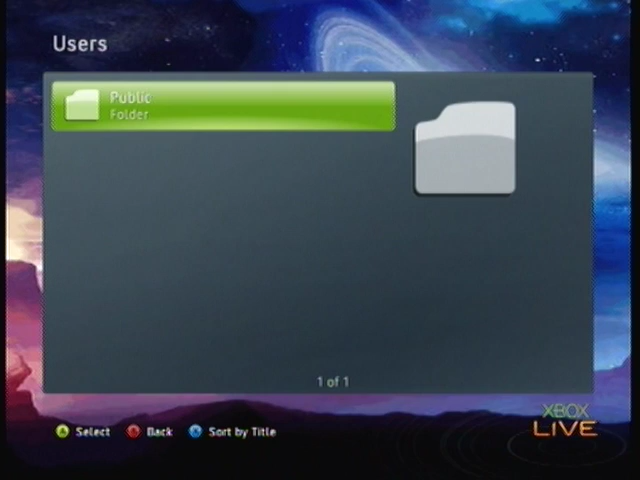 Users
Public
Folder
1 of 1
A Select B Back X Sort by Title
XBOX
LIVE